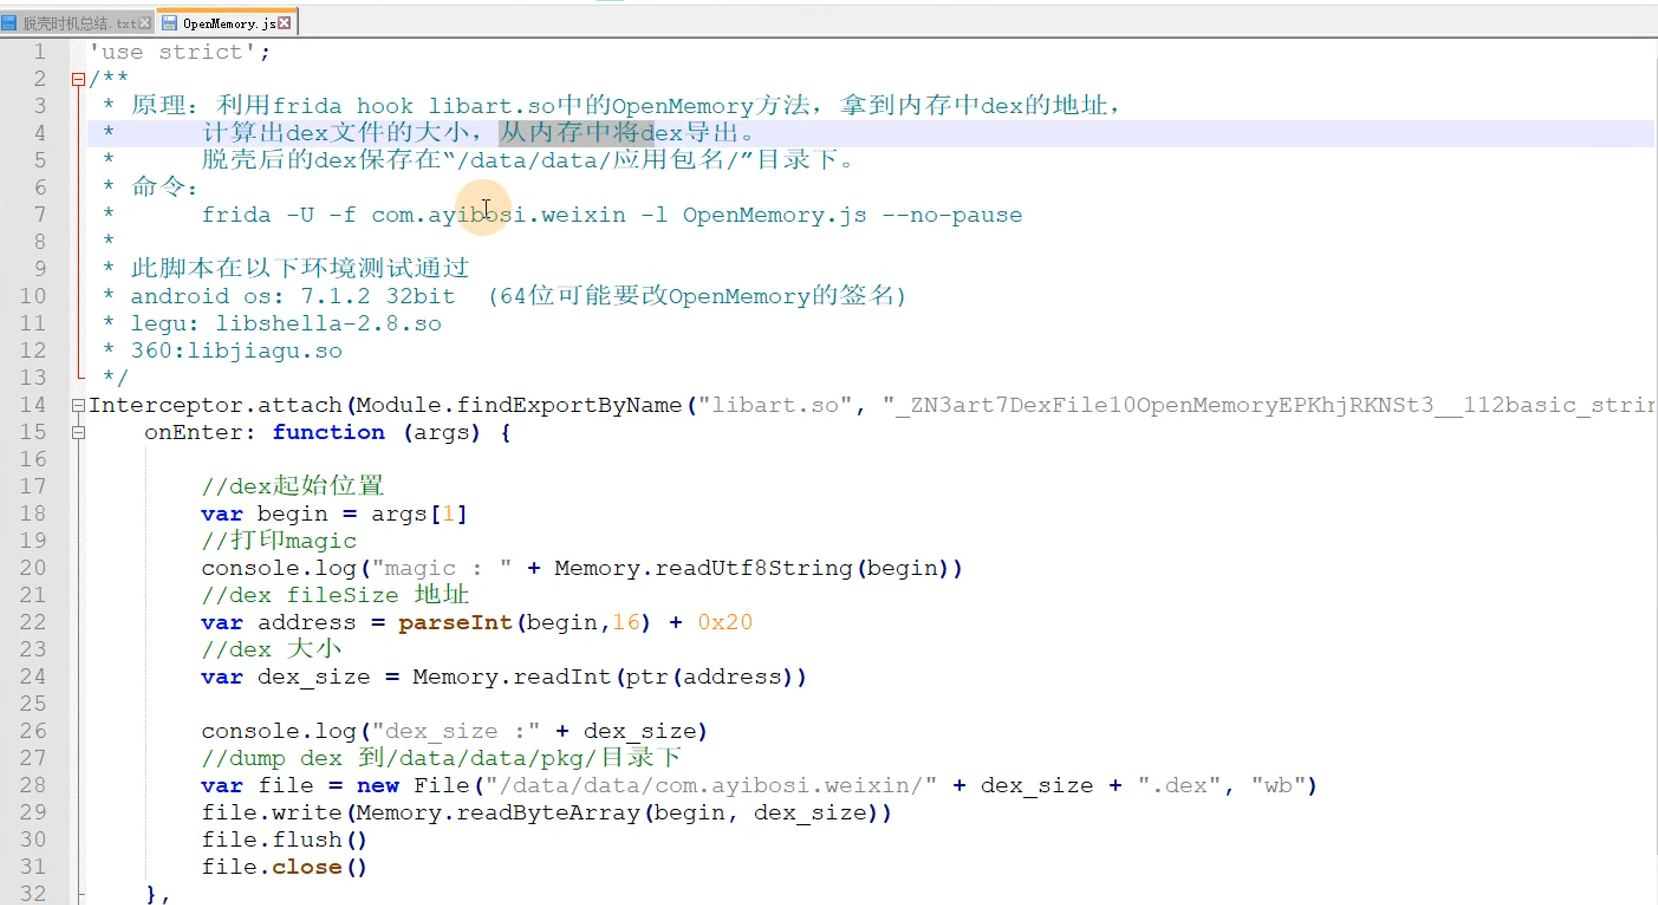 脱壳时机总结.txt
OpenMemory.js
1 'use strict';
2 /**
3 * 原理：利用frida hook libart.so中的OpenMemory方法，拿到内存中dex的地址，
4 * 计算出dex文件的大小，从内存中将dex导出。
5 * 脱壳后的dex保存在“/data/data/应用包名/”目录下。
6 * 命令：
7 * frida -U -f com.ayibosi.weixin -l OpenMemory.js --no-pause
8 *
9 * 此脚本在以下环境测试通过
10 * android os: 7.1.2 32bit  (64位可能要改OpenMemory的签名)
11 * legu: libshella-2.8.so
12 * 360:libjiagu.so
13 */
14 Interceptor.attach(Module.findExportByName("libart.so", "_ZN3art7DexFile10OpenMemoryEPKhjRKNSt3__112basic_strin
15 onEnter: function (args) {
16
17 //dex起始位置
18 var begin = args[1]
19 //打印magic
20 console.log("magic : " + Memory.readUtf8String(begin))
21 //dex fileSize 地址
22 var address = parseInt(begin,16) + 0x20
23 //dex 大小
24 var dex_size = Memory.readInt(ptr(address))
25
26 console.log("dex_size :" + dex_size)
27 //dump dex 到/data/data/pkg/目录下
28 var file = new File("/data/data/com.ayibosi.weixin/" + dex_size + ".dex", "wb")
29 file.write(Memory.readByteArray(begin, dex_size))
30 file.flush()
31 file.close()
32 },